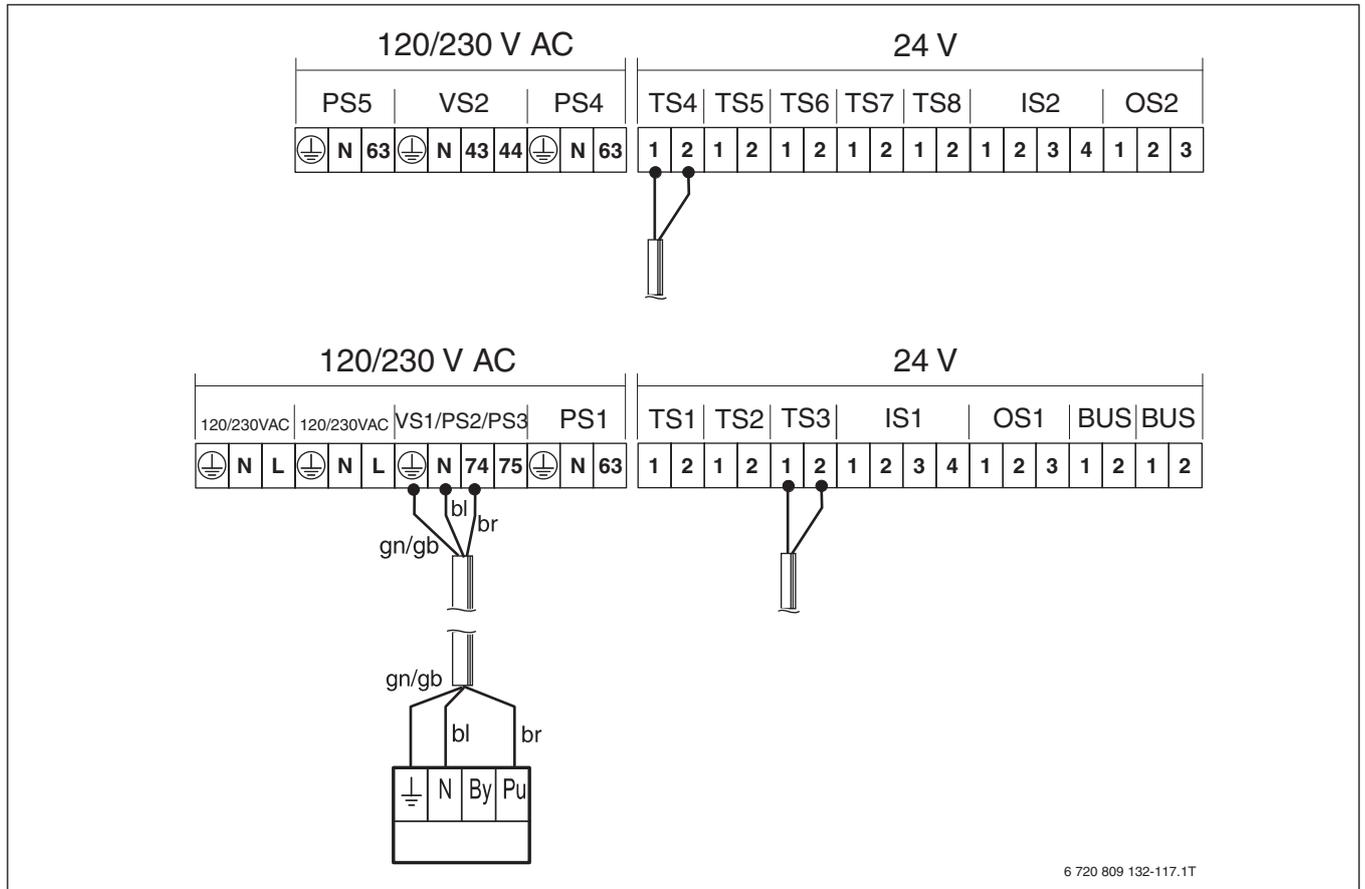 120/230 V AC 24 V
PS5 VS2 PS4 TS4 TS5 TS6 TS7 TS8 IS2 OS2
N 63 N 43 44 N 63 1 2 1 2 1 2 1 2 1 2 1 2 3 4 1 2 3
120/230 V AC 24 V
120/230VAC 120/230VAC VS1/PS2/PS3 PS1 TS1 TS2 TS3 IS1 OS1 BUS BUS
N L N L N 74 75 N 63 1 2 1 2 1 2 1 2 3 4 1 2 3 1 2 1 2
bl
br
gn/gb
gn/gb
bl br
N By Pu
6 720 809 132-117.1T